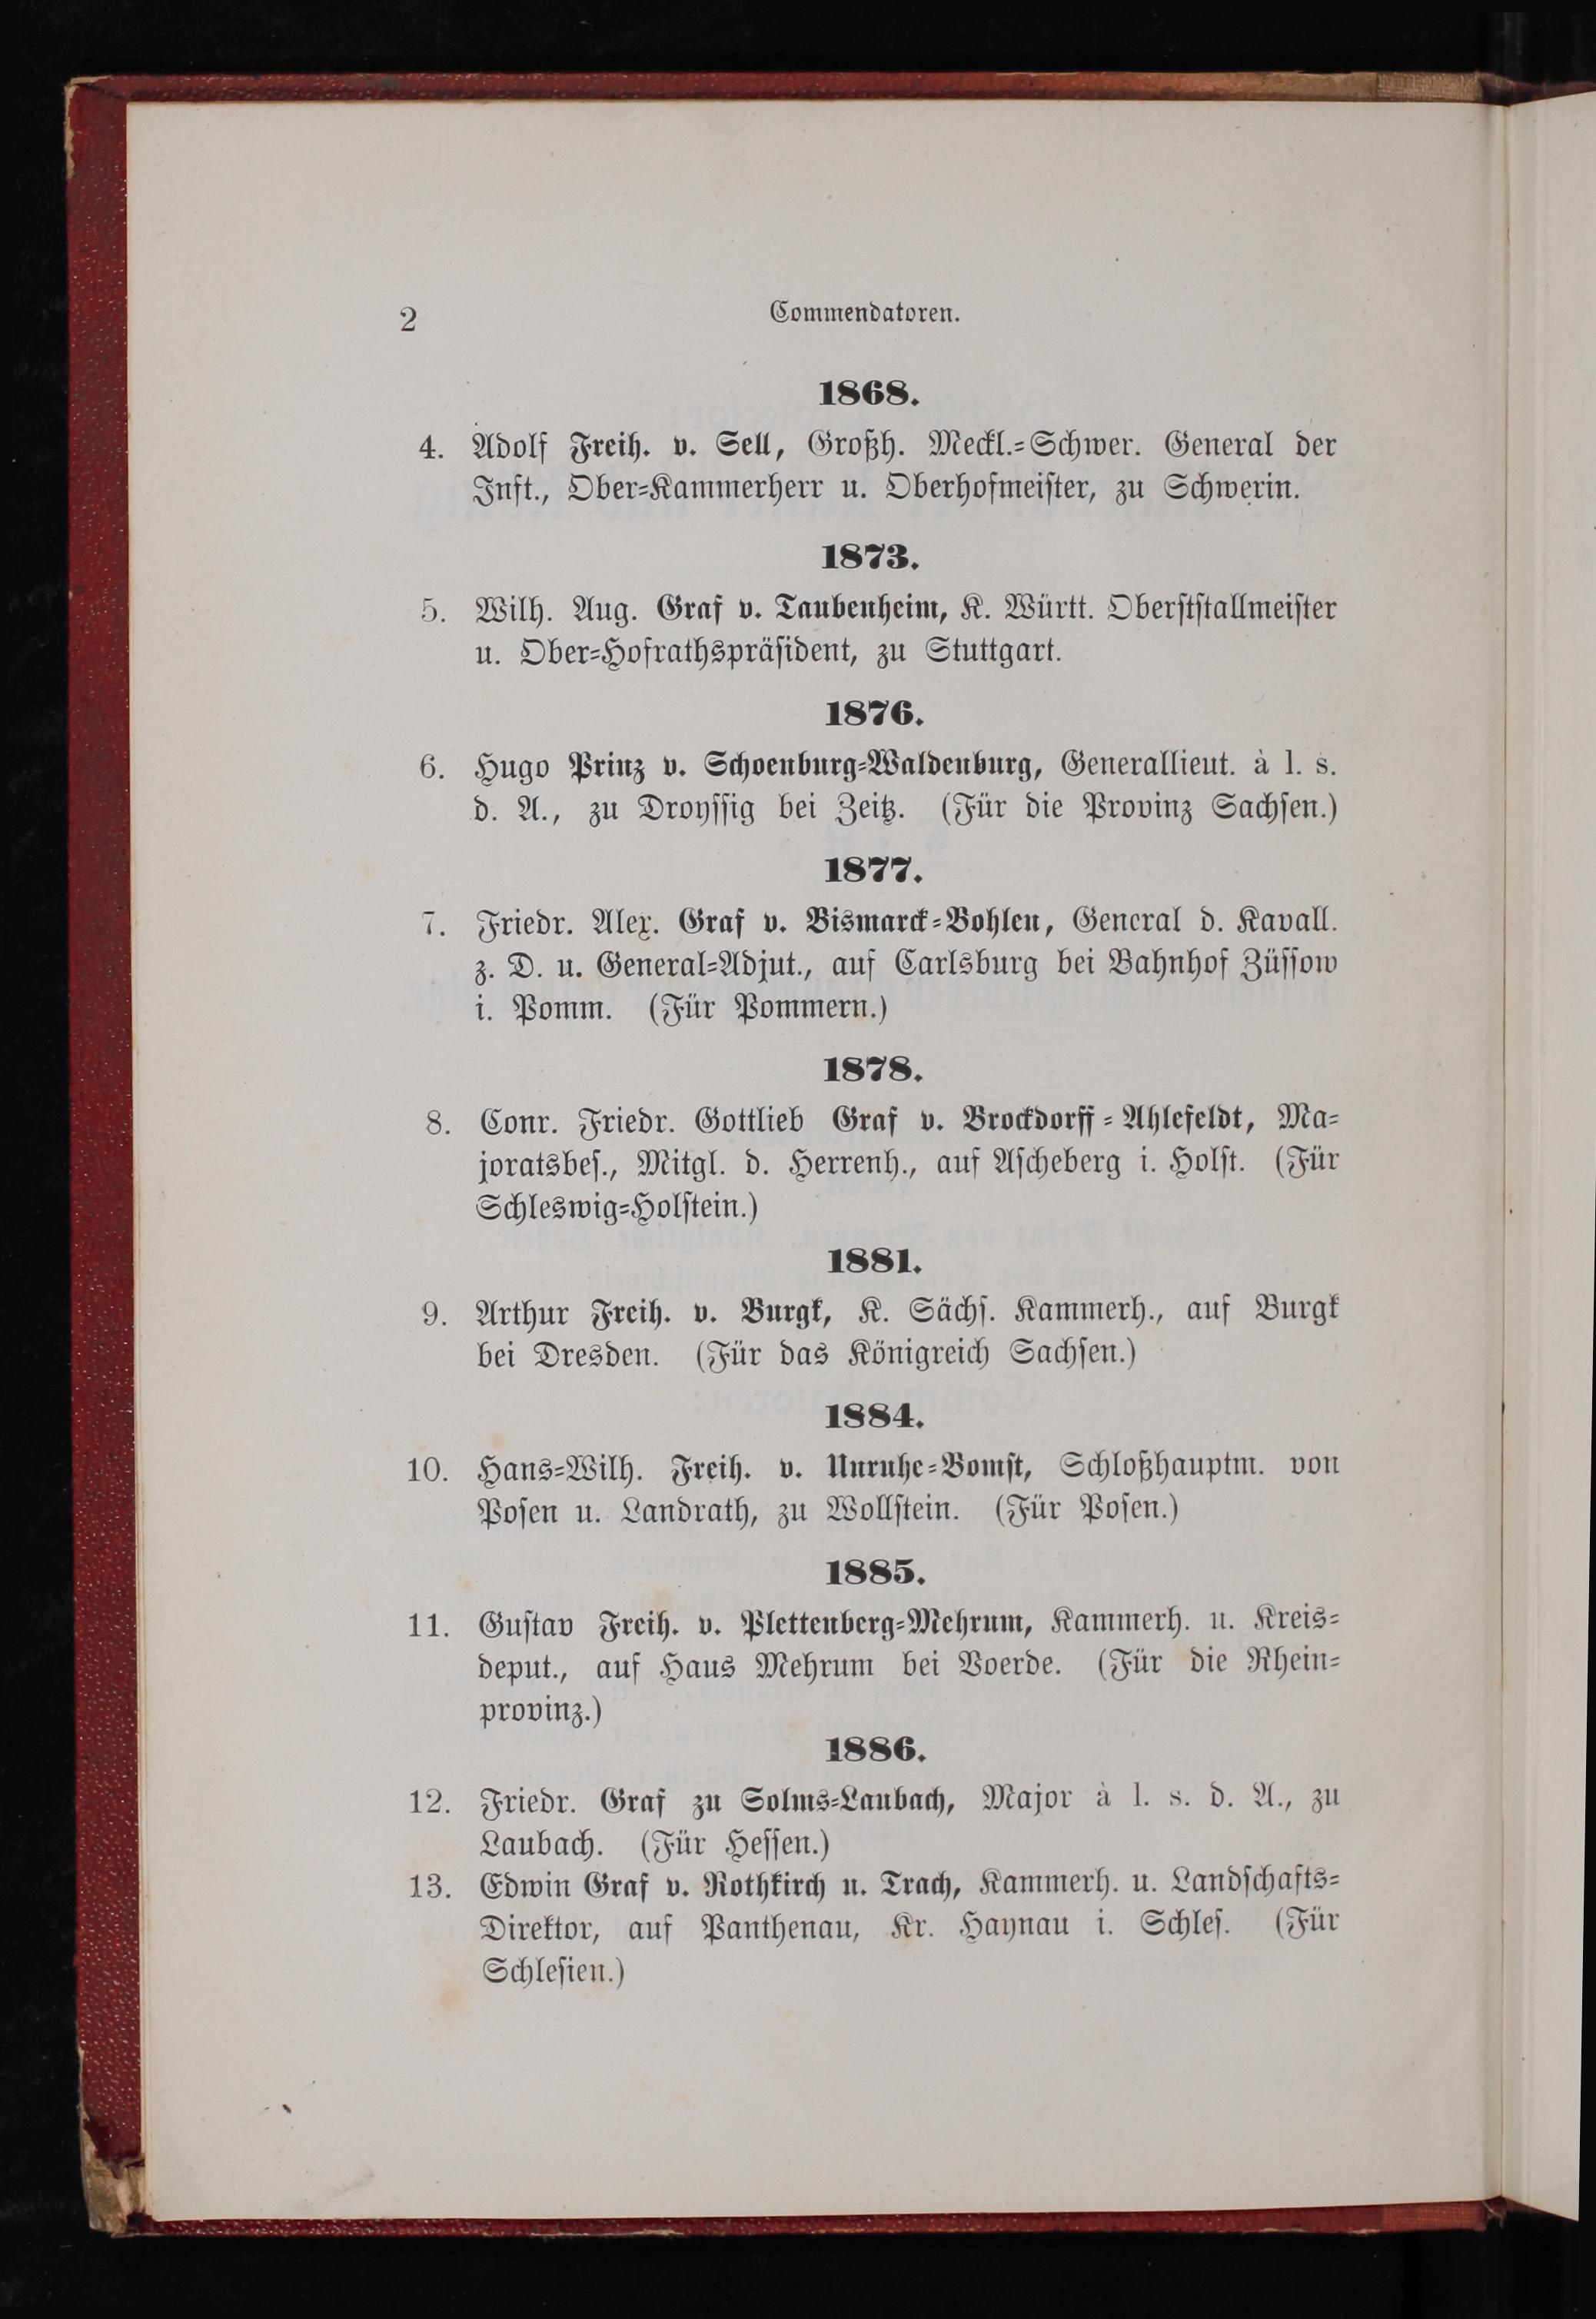 2
Commendatoren.
1868.
4. Adolf Freih. v. Sell, Großh. Meckl.=Schwer. General der
Inft., Ober=Kammerherr u. Oberhofmeister, zu Schwerin.
1873.
5. Wilh. Aug. Graf v. Taubenheim, K. Württ. Oberststallmeister
u. Ober=Hofrathspräsident, zu Stuttgart.
1876.
6. Hugo Prinz v. Schoenburg=Waldenburg, Generallieut. à l. s.
d. A., zu Droyssig bei Zeitz. (Für die Provinz Sachsen.)
1877.
7. Friedr. Alex. Graf v. Bismarck=Bohlen, General d. Kavall.
z. D. u. General=Adjut., auf Carlsburg bei Bahnhof Züssow
i. Pomm. (Für Pommern.)
1878.
8. Conr. Friedr. Gottlieb Graf v. Brockdorff=Ahlefeldt, Ma=
joratsbes., Mitgl. d. Herrenh., auf Ascheberg i. Holst. (Für
Schleswig=Holstein.)
1881.
9. Arthur Freih. v. Burgk, K. Sächs. Kammerh., auf Burgk
bei Dresden. (Für das Königreich Sachsen.)
1884.
10. Hans=Wilh. Freih. v. Unruhe=Bomst, Schloßhauptm. von
Posen u. Landrath, zu Wollstein. (Für Posen.)
1885.
11. Gustav Freih. v. Plettenberg=Mehrum, Kammerh. u. Kreis=
deput., auf Haus Mehrum bei Voerde. (Für die Rhein=
provinz.)
1886.
12. Friedr. Graf zu Solms=Laubach, Major à l. s. d. A., zu
Laubach. (Für Hessen.)
13. Edwin Graf v. Rothkirch u. Trach, Kammerh. u. Landschafts=
Direktor, auf Panthenau, Kr. Haynau i. Schles. (Für
Schlesien.)